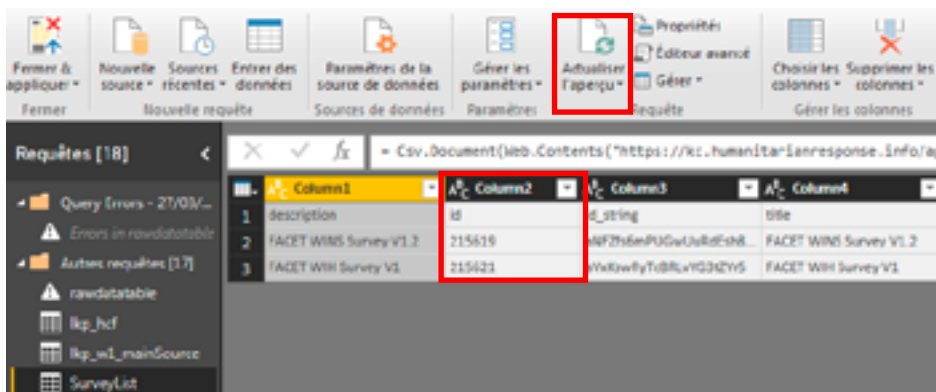 Fermer & appliquer
Nouvelle source
Sources récentes
Entrer des données
Paramètres de la source de données
Gérer les paramètres
Actualiser l'aperçu
Propriétés
Éditeur avancé
Gérer
Choisir les colonnes
Supprimer les colonnes
Fermer
Nouvelle requête
Sources de données
Paramètres
Requête
Gérer les colonnes
Requêtes [18]
fx
= Csv.Document(Web.Contents("https://kc.humanitarianresponse.info/a
Query Errors - 27/03/...
Errors in rawdatatable
Autres requêtes [17]
rawdatatable
lkp_hcf
lkp_w1_mainSource
SurveyList
Column1 Column2 Column3 Column4
1 description id id_string title
2 FACET WINS Survey V1.2 215619 FACET WINS Survey V1.2
3 FACET WIH Survey V1 215621 FACET WIH Survey V1